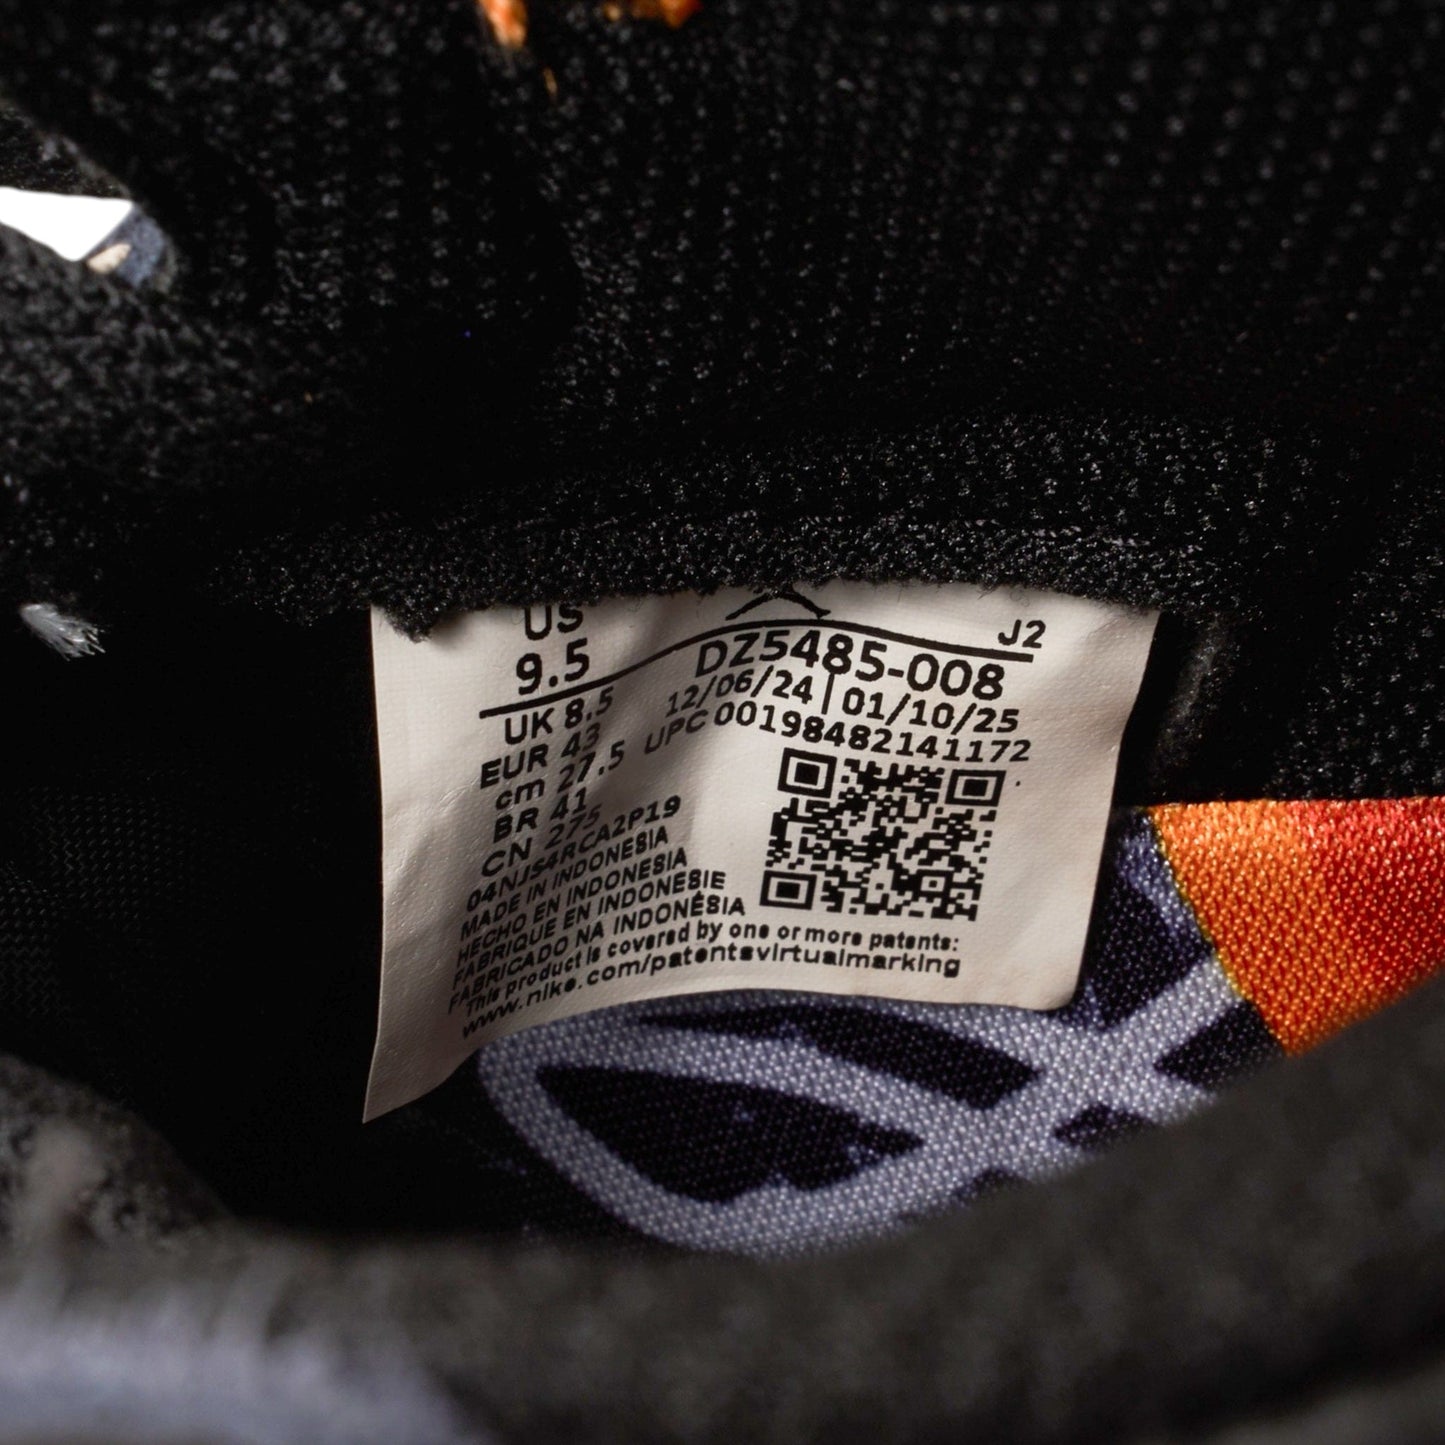 US
9.5
UK 8.5
EUR 43
cm 27.5
BR 41
CN 275
J2
DZ5485-008
12/06/24 | 01/10/25
UPC 00198482141172
04NJS4RCA2P19
MADE IN INDONESIA
HECHO EN INDONESIA
FABRIQUE EN INDONESIE
FABRICADO NA INDONÉSIA
This product is covered by one or more patents:
www.nike.com/patentsvirtualmarking